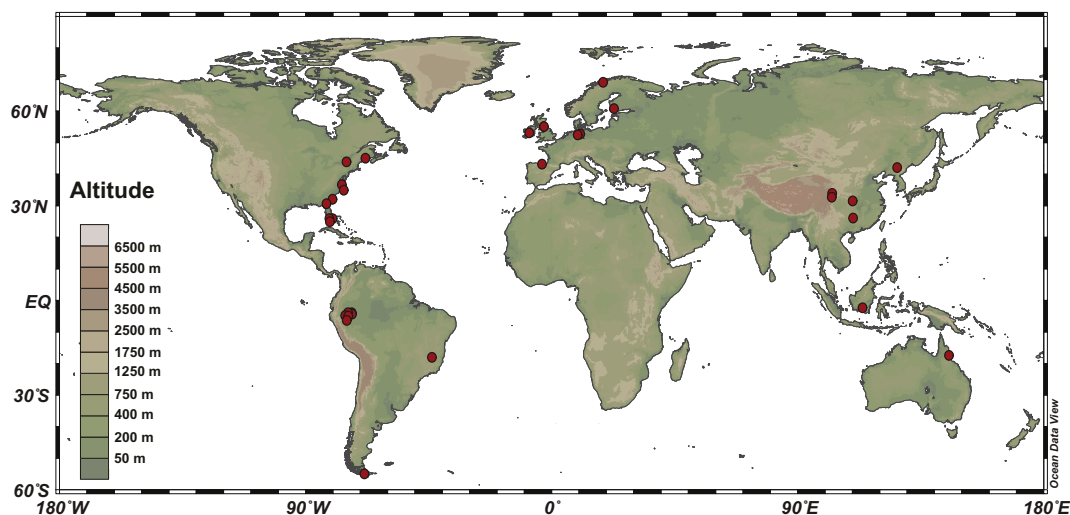 60°N
30°N
EQ
30°S
60°S
Altitude
6500 m
5500 m
4500 m
3500 m
2500 m
1750 m
1250 m
750 m
400 m
200 m
50 m
Ocean Data View
180°W
90°W
0°
90°E
180°E